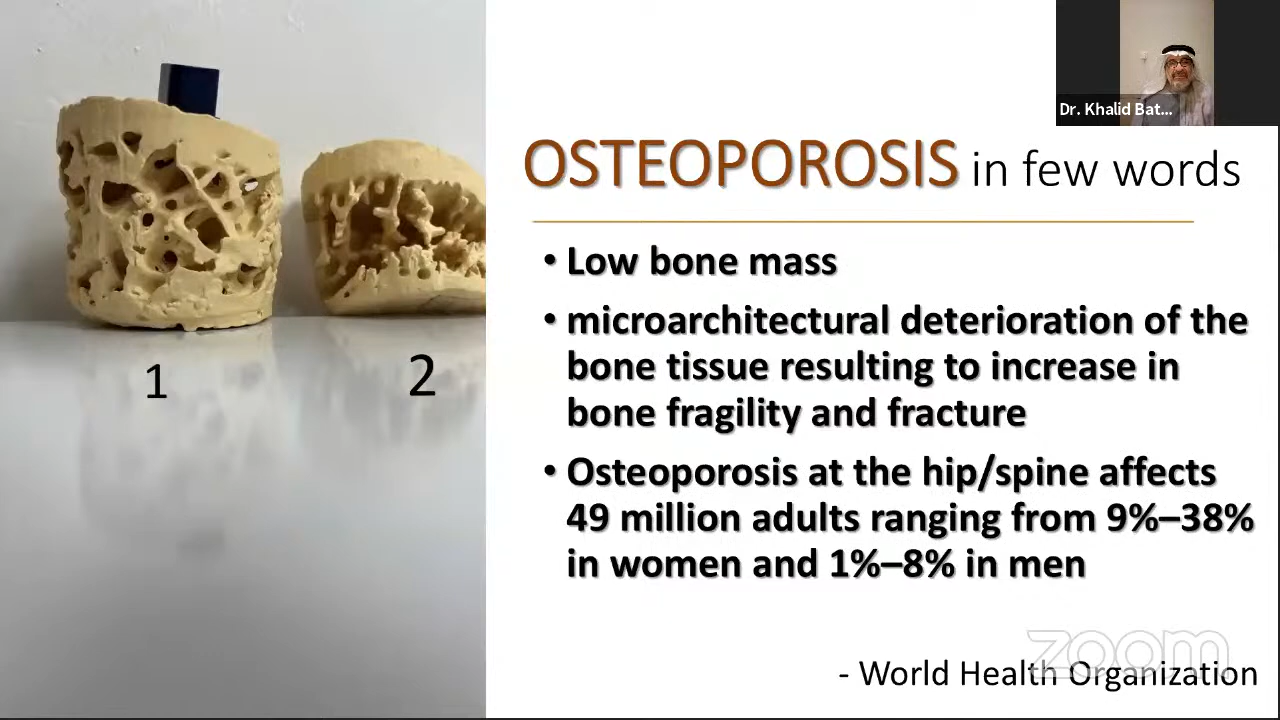 Dr. Khalid Bat...
OSTEOPOROSIS in few words
• Low bone mass
• microarchitectural deterioration of the
bone tissue resulting to increase in
bone fragility and fracture
• Osteoporosis at the hip/spine affects
49 million adults ranging from 9%–38%
in women and 1%–8% in men
1
2
zoom
- World Health Organization